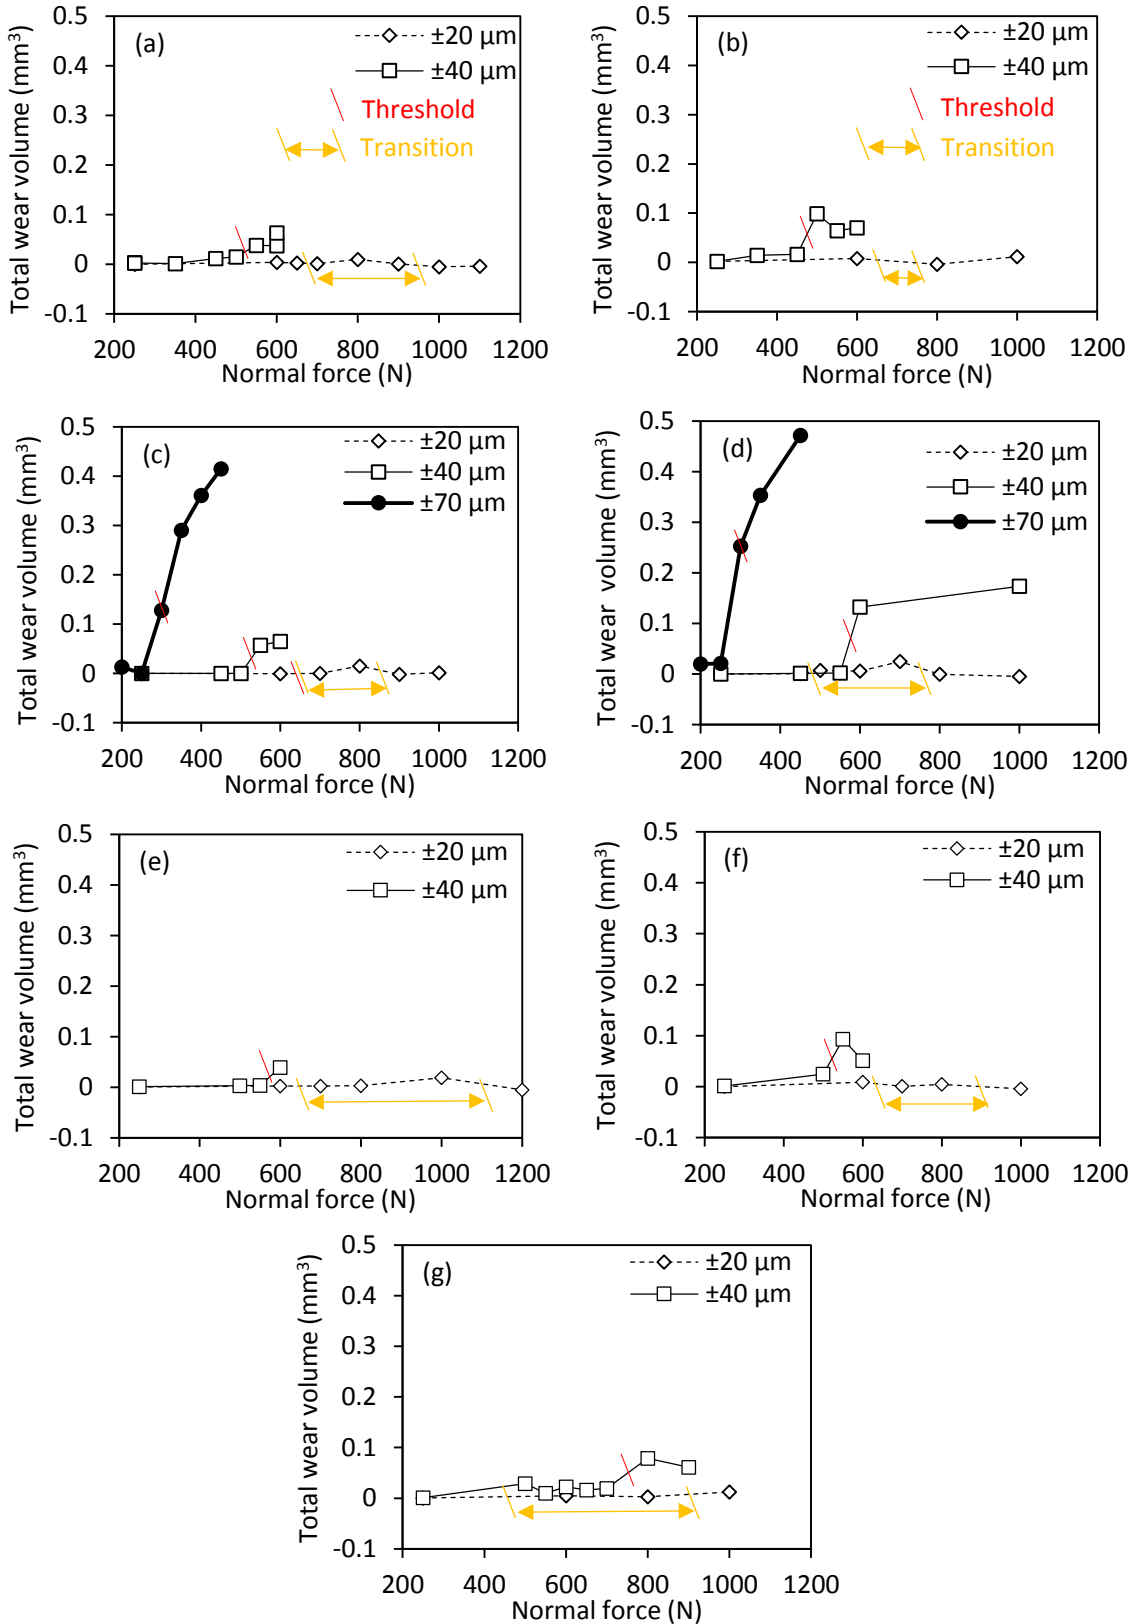 (a)
±20 µm
±40 µm
Threshold
Transition
Total wear volume (mm³)
0.5
0.4
0.3
0.2
0.1
0
-0.1
200 400 600 800 1000 1200
Normal force (N)
(b)
±20 µm
±40 µm
Threshold
Transition
Total wear volume (mm³)
0.5
0.4
0.3
0.2
0.1
0
-0.1
200 400 600 800 1000 1200
Normal force (N)
(c)
±20 µm
±40 µm
±70 µm
Total wear volume (mm³)
0.5
0.4
0.3
0.2
0.1
0
-0.1
200 400 600 800 1000 1200
Normal force (N)
(d)
±20 µm
±40 µm
±70 µm
Total wear volume (mm³)
0.5
0.4
0.3
0.2
0.1
0
-0.1
200 400 600 800 1000 1200
Normal force (N)
(e)
±20 µm
±40 µm
Total wear volume (mm³)
0.5
0.4
0.3
0.2
0.1
0
-0.1
200 400 600 800 1000 1200
Normal force (N)
(f)
±20 µm
±40 µm
Total wear volume (mm³)
0.5
0.4
0.3
0.2
0.1
0
-0.1
200 400 600 800 1000 1200
Normal force (N)
(g)
±20 µm
±40 µm
Total wear volume (mm³)
0.5
0.4
0.3
0.2
0.1
0
-0.1
200 400 600 800 1000 1200
Normal force (N)